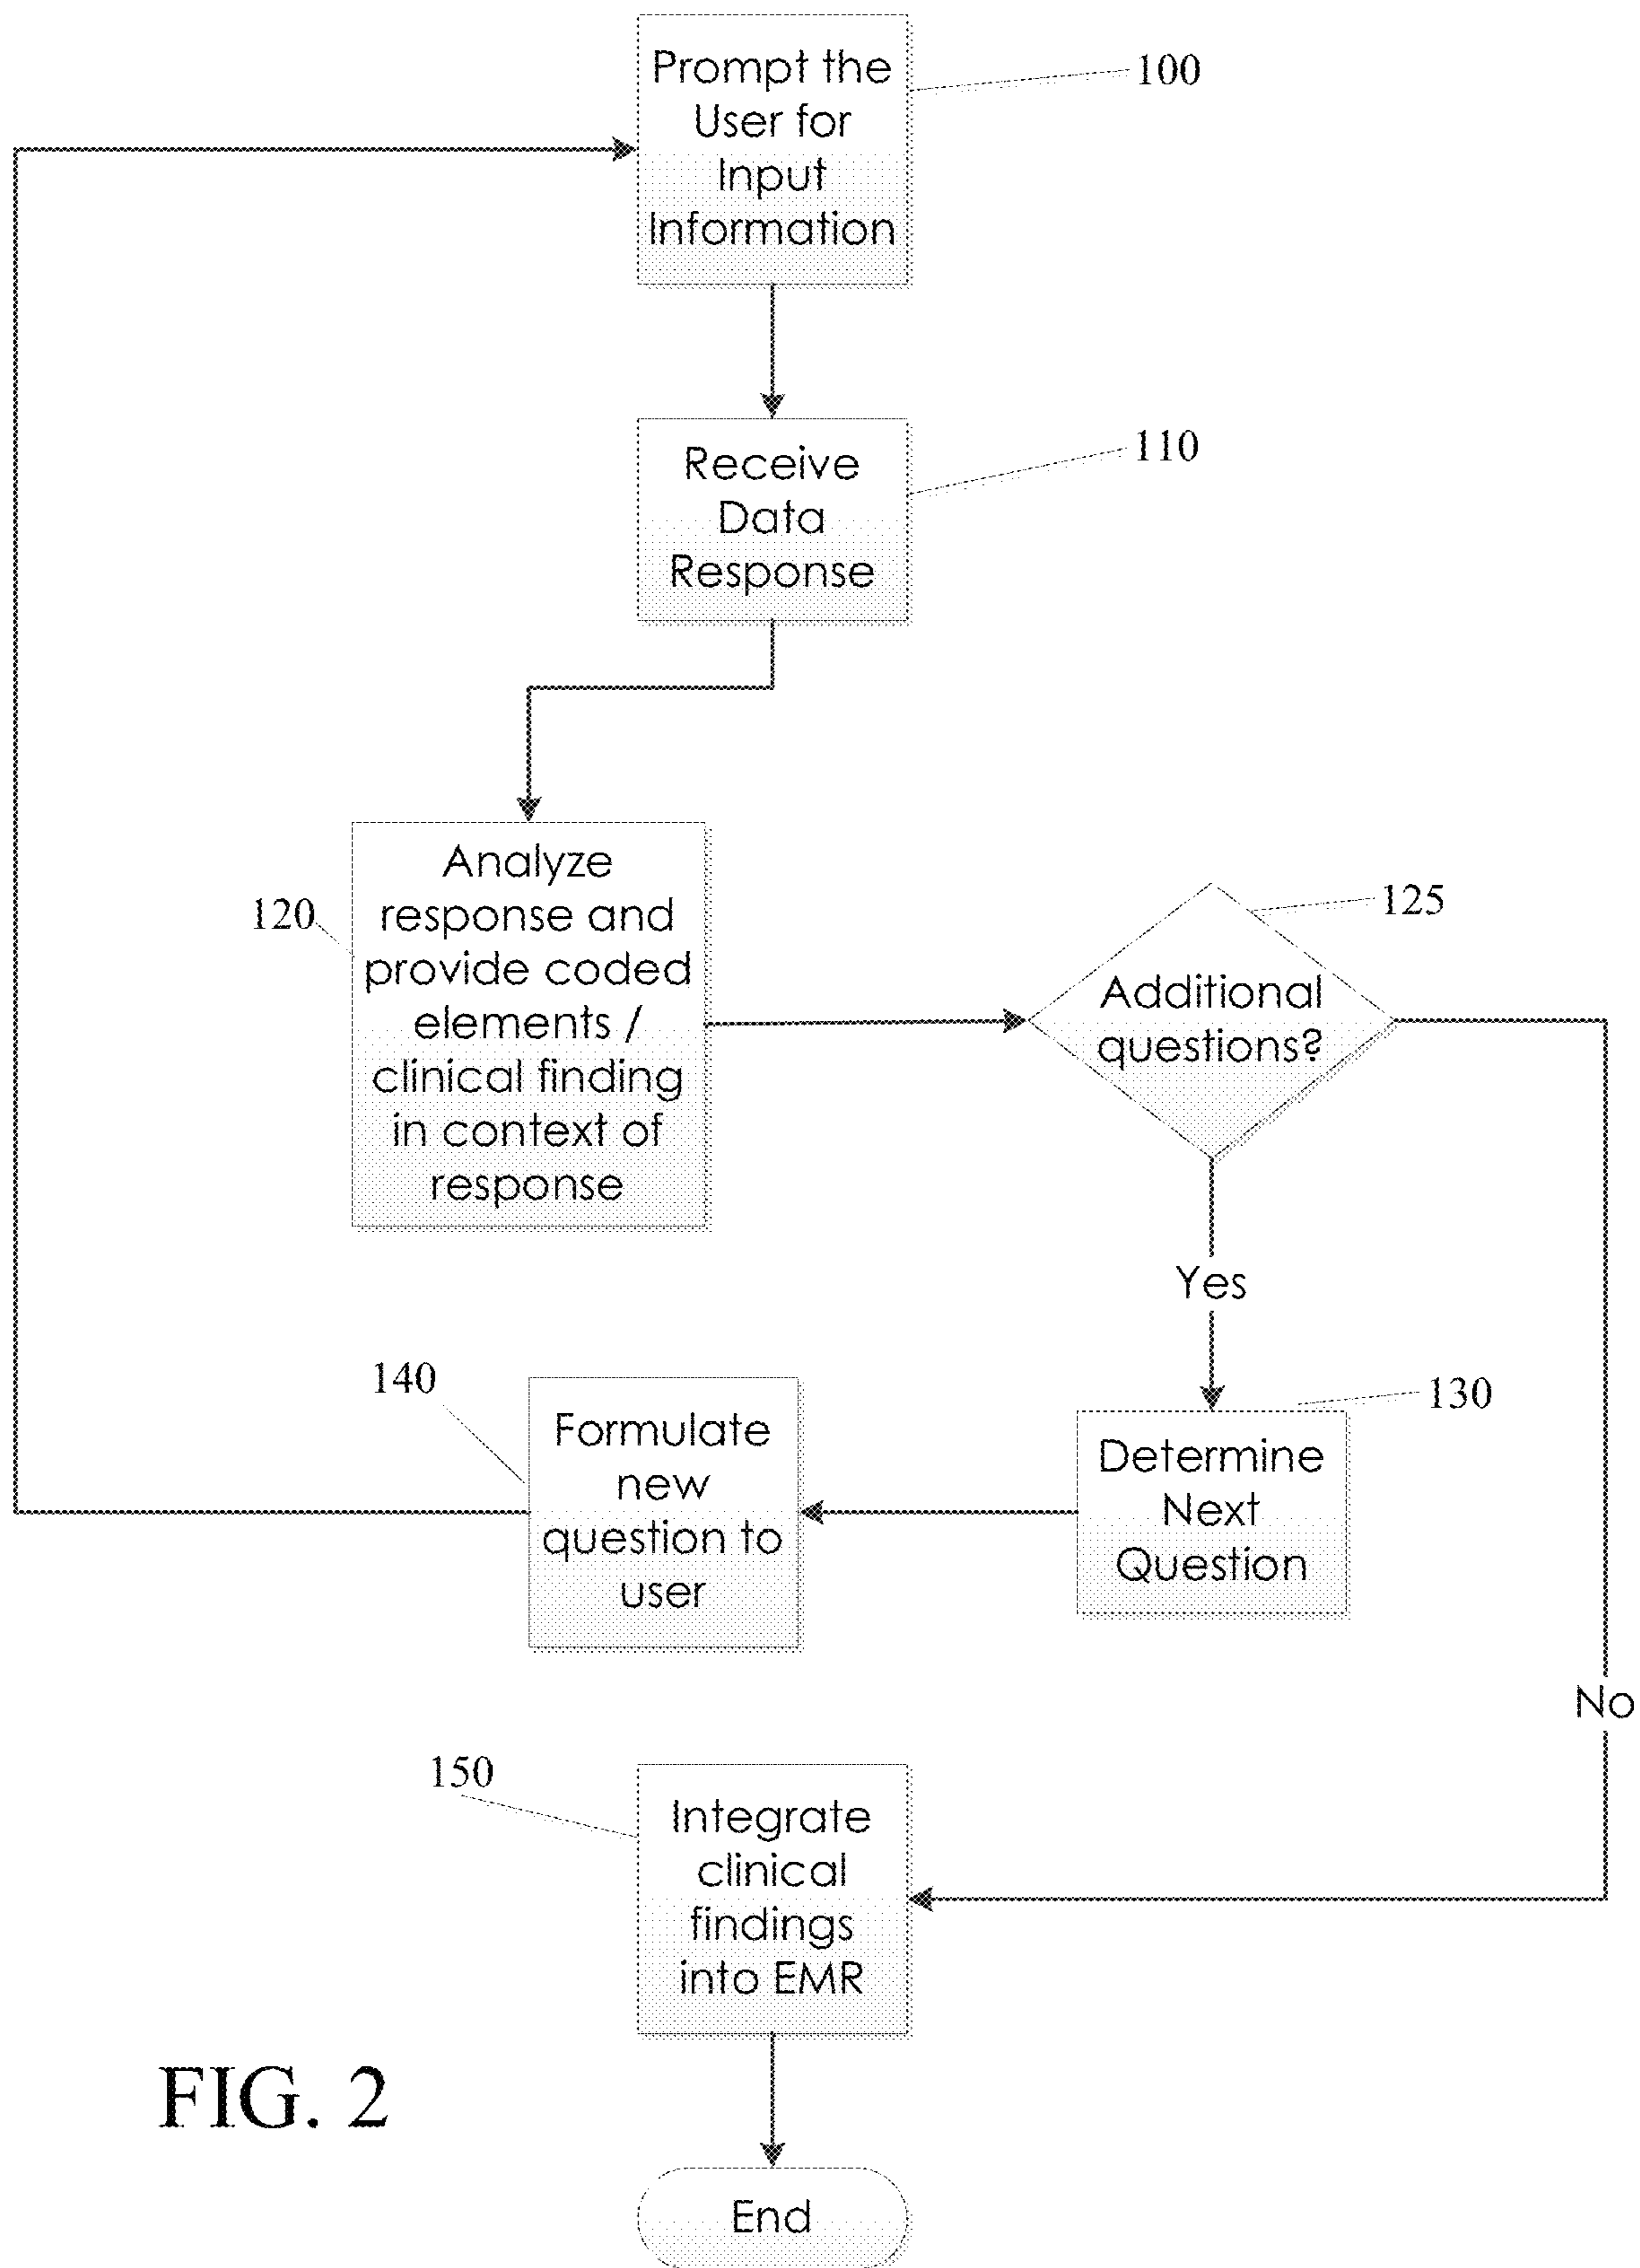 Prompt the
User for
Input
Information
100
Receive
Data
Response
110
120
Analyze
response and
provide coded
elements /
clinical finding
in context of
response
125
Additional
questions?
Yes
130
Determine
Next
Question
140
Formulate
new
question to
user
No
150
Integrate
clinical
findings
into EMR
End
FIG. 2